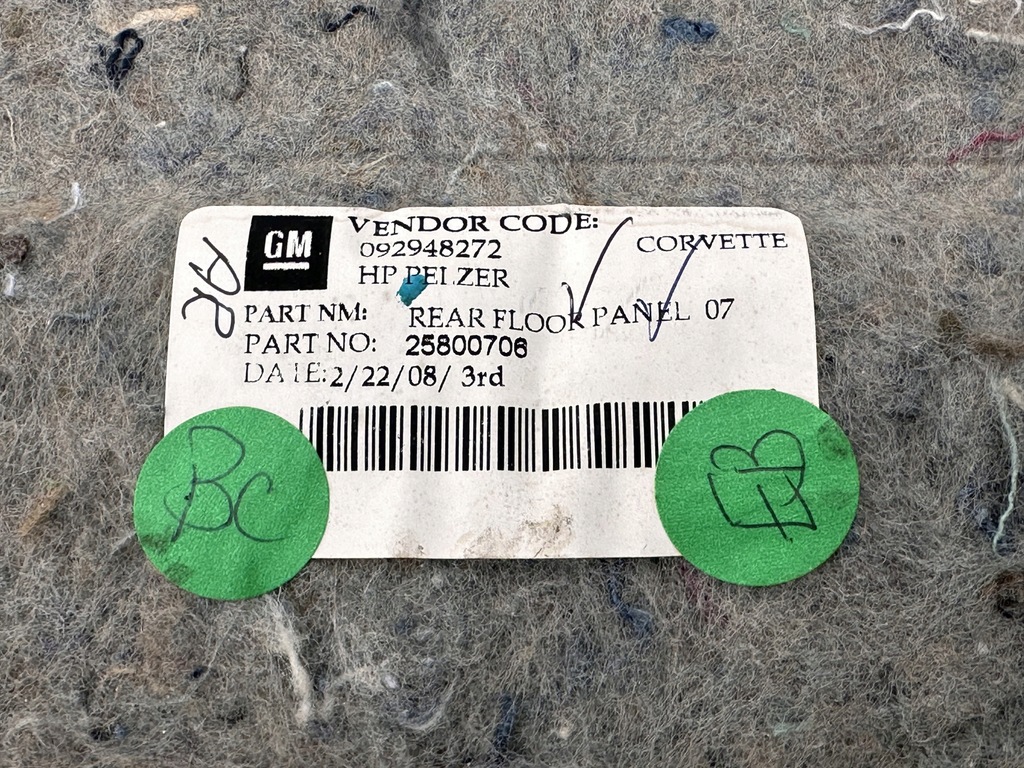 GM
VENDOR CODE:
092948272
CORVETTE
HP PELZER
PART NM: REAR FLOOR PANEL 07
PART NO: 25800706
DATE: 2/22/08/ 3rd
BC